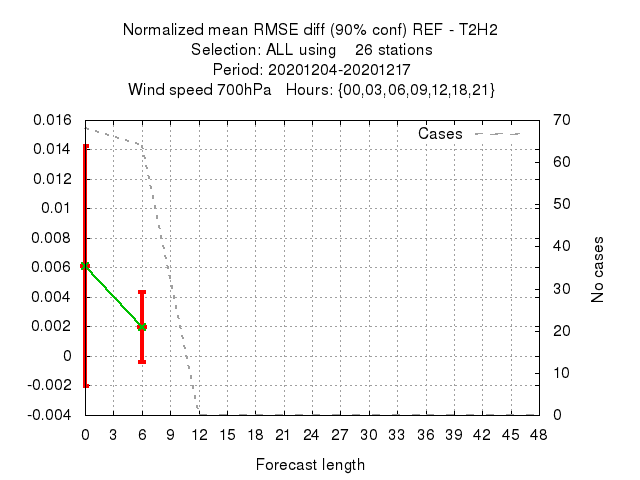 Normalized mean RMSE diff (90% conf) REF - T2H2
Selection: ALL using 26 stations
Period: 20201204-20201217
Wind speed 700hPa Hours: {00,03,06,09,12,18,21}
0.016
0.014
0.012
0.01
0.008
0.006
0.004
0.002
0
-0.002
-0.004
Cases
70
60
50
40
30
20
10
0
No cases
0 3 6 9 12 15 18 21 24 27 30 33 36 39 42 45 48
Forecast length